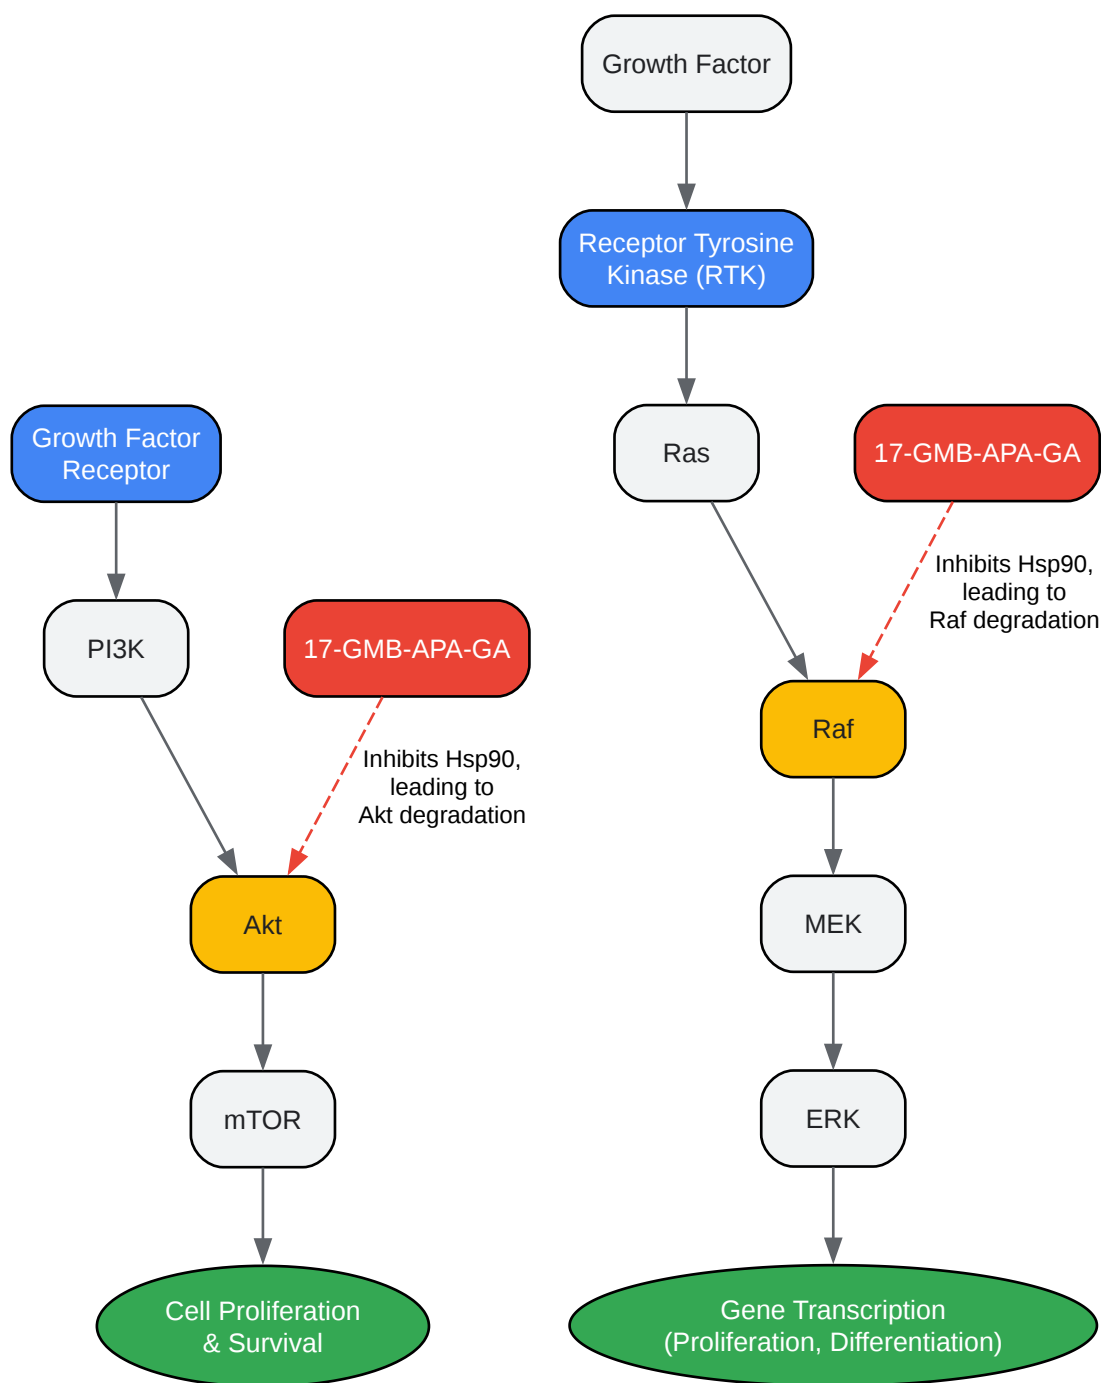 Growth Factor
Receptor
PI3K
17-GMB-APA-GA
Inhibits Hsp90,
leading to
Akt degradation
Akt
mTOR
Cell Proliferation
& Survival
Growth Factor
Receptor Tyrosine
Kinase (RTK)
Ras
17-GMB-APA-GA
Inhibits Hsp90,
leading to
Raf degradation
Raf
MEK
ERK
Gene Transcription
(Proliferation, Differentiation)